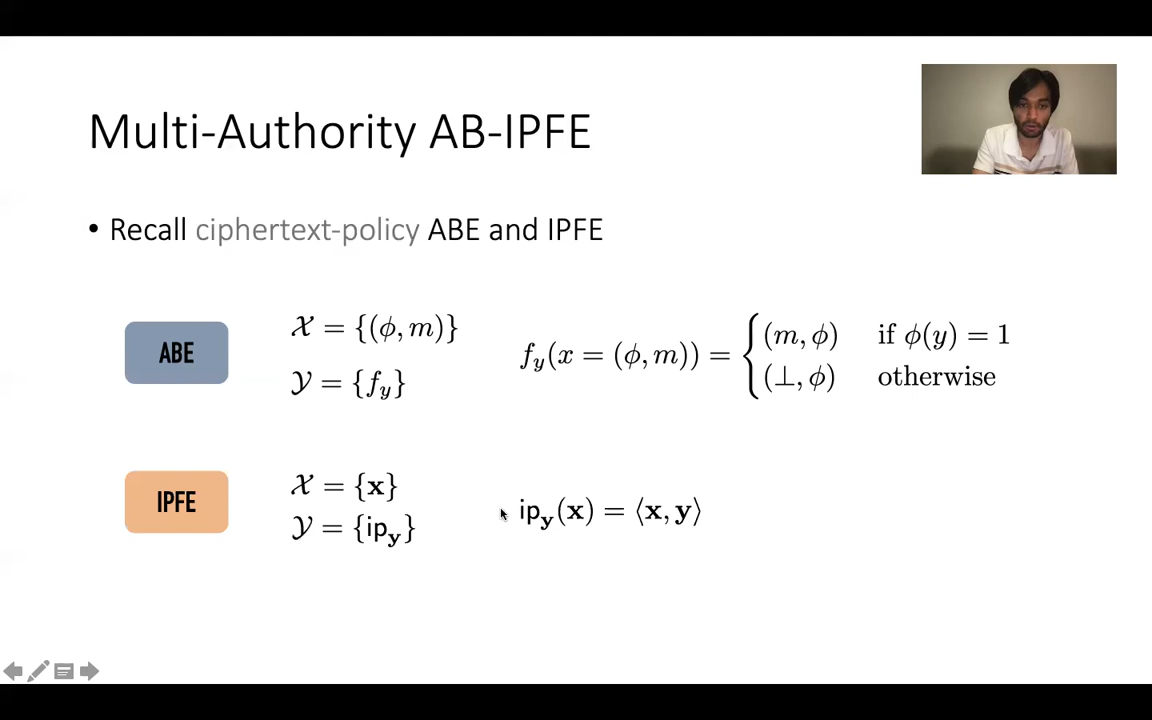 Multi-Authority AB-IPFE
• Recall ciphertext-policy ABE and IPFE
ABE
𝒳 = {(ϕ, m)}
𝒴 = {f_y}
f_y(x = (ϕ, m)) = { (m, ϕ) if ϕ(y) = 1
(⊥, ϕ) otherwise
IPFE
𝒳 = {𝐱}
𝒴 = {ip_𝐲}
ip_𝐲(𝐱) = ⟨𝐱, 𝐲⟩